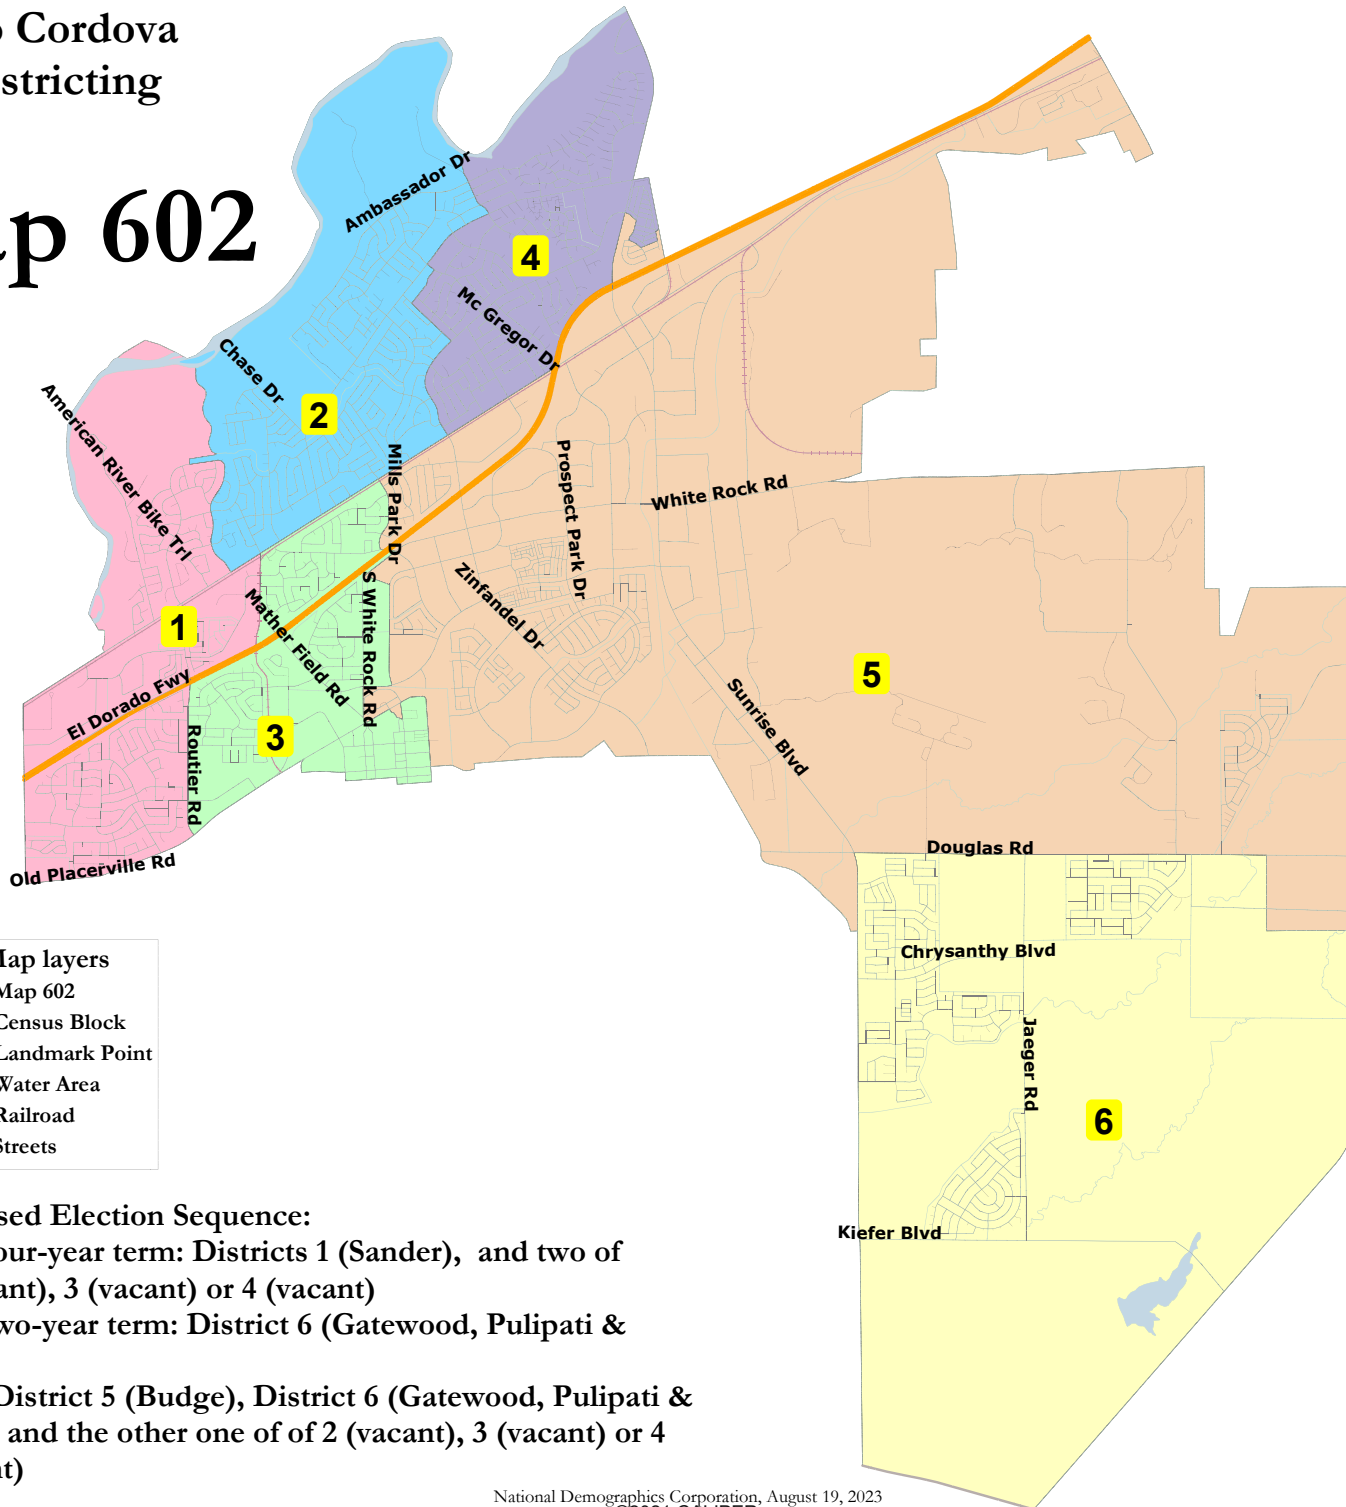 Cordova
stricting
p 602
Ambassador Dr
4
Mc Gregor Dr
Chase Dr
2
American River Bike Trl
Mills Park Dr
Prospect Park Dr
White Rock Rd
Zinfandel Dr
S White Rock Rd
Mather Field Rd
1
El Dorado Fwy
3
Routier Rd
5
Sunrise Blvd
Old Placerville Rd
Douglas Rd
Chrysanthy Blvd
Jaeger Rd
6
Kiefer Blvd
Map layers
Map 602
Census Block
Landmark Point
Water Area
Railroad
Streets
sed Election Sequence:
our-year term: Districts 1 (Sander), and two of
ant), 3 (vacant) or 4 (vacant)
wo-year term: District 6 (Gatewood, Pulipati &
District 5 (Budge), District 6 (Gatewood, Pulipati &
and the other one of of 2 (vacant), 3 (vacant) or 4
nt)
National Demographics Corporation, August 19, 2023
©2021 CALIPER